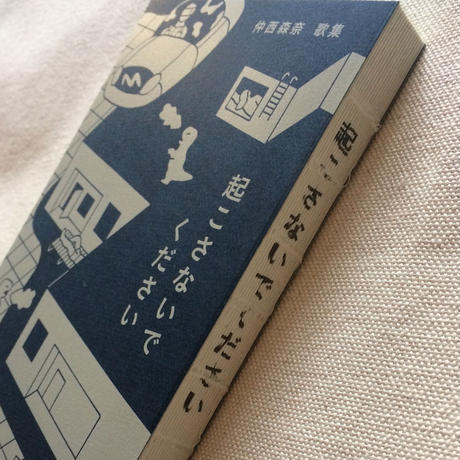 仲西森奈 歌集
起こさないで
ください
起こさないでください
M